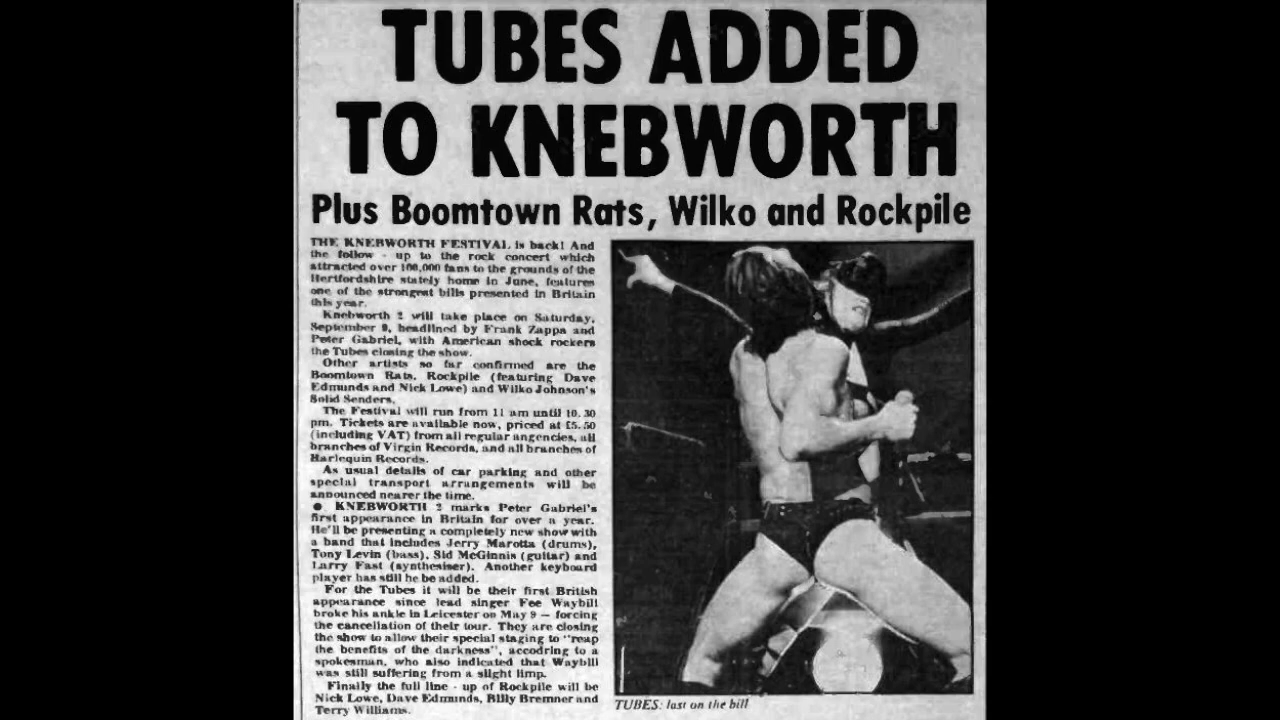 TUBES ADDED
TO KNEBWORTH
Plus Boomtown Rats, Wilko and Rockpile
THE KNEBWORTH FESTIVAL is back! And
the follow - up to the rock concert which
attracted over 100,000 fans to the grounds of the
Hertfordshire stately home in June, features
one of the strongest bills presented in Britain
this year.
Knebworth 2 will take place on Saturday,
September 9, headlined by Frank Zappa and
Peter Gabriel, with American shock rockers
the Tubes closing the show.
Other artists so far confirmed are the
Boomtown Rats, Rockpile (featuring Dave
Edmunds and Nick Lowe) and Wilko Johnson's
Solid Senders.
The Festival will run from 11 am until 10.30
pm. Tickets are available now, priced at £5.50
(including VAT) from all regular angencies, all
branches of Virgin Records, and all branches of
Harlequin Records.
As usual details of car parking and other
special transport arrangements will be
announced nearer the time.
● KNEBWORTH 2 marks Peter Gabriel's
first appearance in Britain for over a year.
He'll be presenting a completely new show with
a band that includes Jerry Marotta (drums),
Tony Levin (bass), Sid McGinnis (guitar) and
Larry Fast (synthesiser). Another keyboard
player has still he be added.
For the Tubes it will be their first British
appearance since lead singer Fee Waybill
broke his ankle in Leicester on May 9 — forcing
the cancellation of their tour. They are closing
the show to allow their special staging to "reap
the benefits of the darkness", accodring to a
spokesman, who also indicated that Waybill
was still suffering from a slight limp.
Finally the full line - up of Rockpile will be
Nick Lowe, Dave Edmunds, Billy Bremner and
Terry Williams.
TUBES: last on the bill